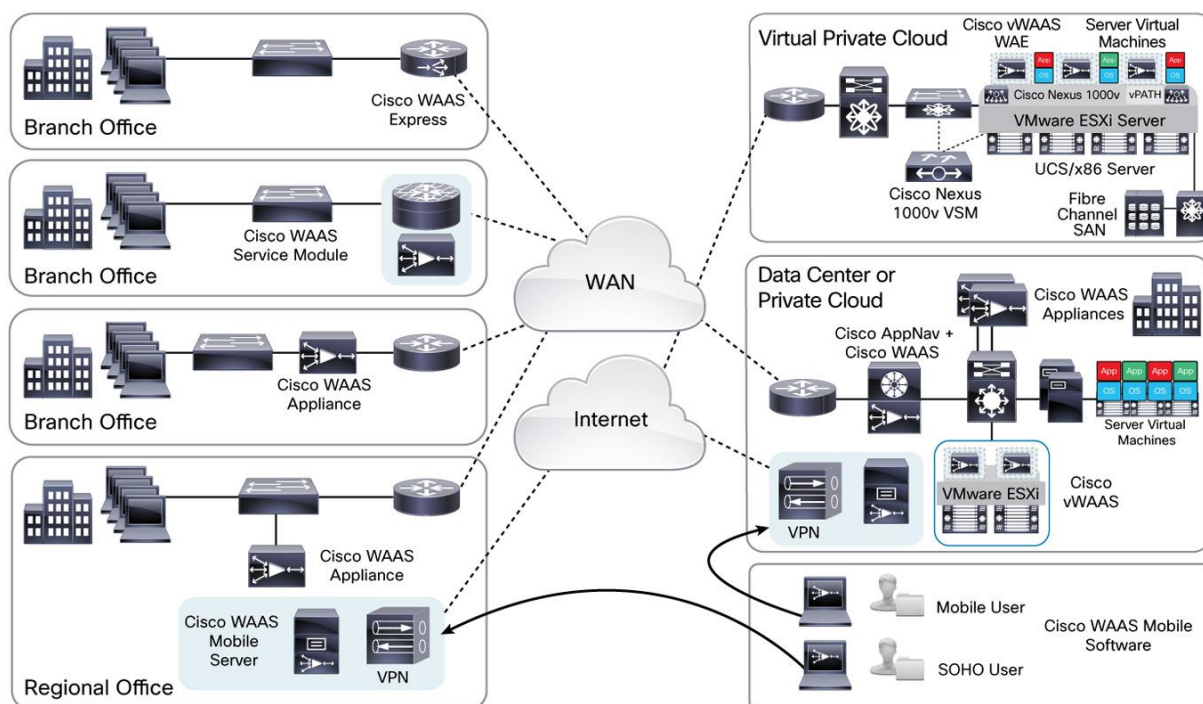 Cisco WAAS
Express
Branch Office
Cisco WAAS
Service Module
Branch Office
Cisco WAAS
Appliance
Branch Office
Cisco WAAS
Appliance
Cisco WAAS
Mobile
Server
VPN
Regional Office
WAN
Internet
Virtual Private Cloud
Cisco vWAAS
WAE
Server Virtual
Machines
App
App
App
OS
OS
OS
Cisco Nexus 1000v
vPATH
VMware ESXi Server
UCS/x86 Server
Cisco Nexus
1000v VSM
Fibre
Channel
SAN
Data Center or
Private Cloud
Cisco WAAS
Appliances
Cisco AppNav +
Cisco WAAS
App App App App
OS OS OS OS
Server Virtual
Machines
VMware ESXi
Cisco
vWAAS
VPN
Mobile User
SOHO User
Cisco WAAS Mobile
Software